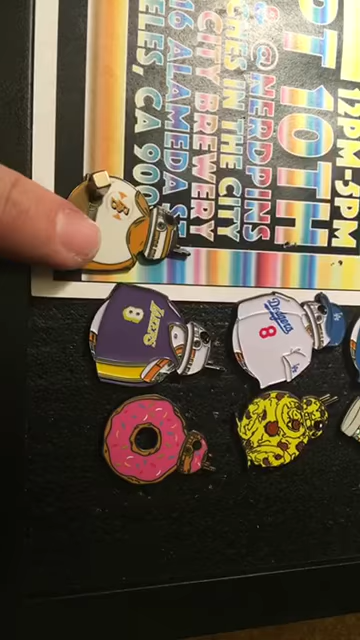 12PM-5PM
PT 10TH
@NERDPINS
IN THE CITY
CITY BREWERY
16 ALAMEDA ST
ELES, CA 900
LAKERS
8
Dodgers
8